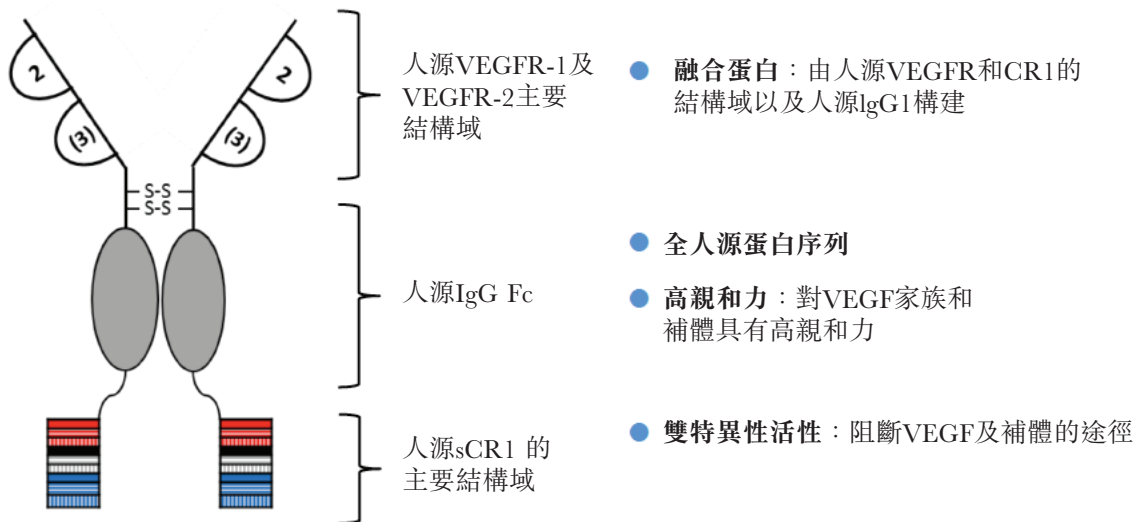 2
2
(3)
(3)
S-S
S-S
人源VEGFR-1及
VEGFR-2主要
結構域
人源IgG Fc
人源sCR1 的
主要結構域
融合蛋白：由人源VEGFR和CR1的
結構域以及人源lgG1構建
全人源蛋白序列
高親和力：對VEGF家族和
補體具有高親和力
雙特異性活性：阻斷VEGF及補體的途徑